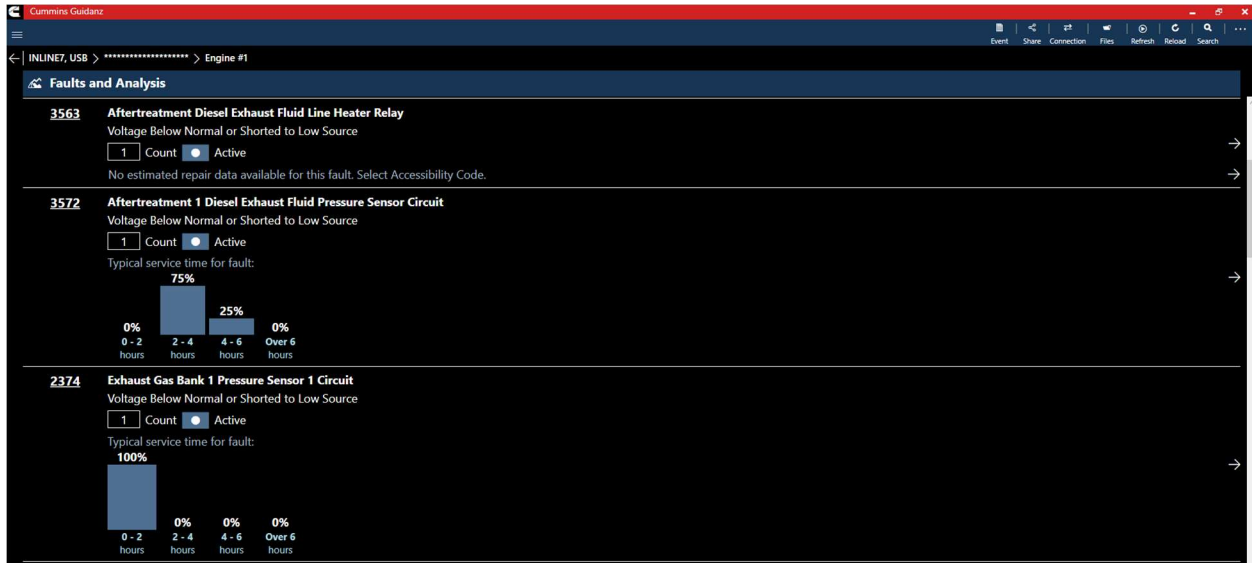 Cummins Guidanz
Event Share Connection Files Refresh Reload Search
INLINE7, USB > ******************** > Engine #1
Faults and Analysis
3563 Aftertreatment Diesel Exhaust Fluid Line Heater Relay
Voltage Below Normal or Shorted to Low Source
1 Count Active
No estimated repair data available for this fault. Select Accessibility Code.
3572 Aftertreatment 1 Diesel Exhaust Fluid Pressure Sensor Circuit
Voltage Below Normal or Shorted to Low Source
1 Count Active
Typical service time for fault:
75%
25%
0% 0%
0 - 2 2 - 4 4 - 6 Over 6
hours hours hours hours
2374 Exhaust Gas Bank 1 Pressure Sensor 1 Circuit
Voltage Below Normal or Shorted to Low Source
1 Count Active
Typical service time for fault:
100%
0% 0% 0%
0 - 2 2 - 4 4 - 6 Over 6
hours hours hours hours